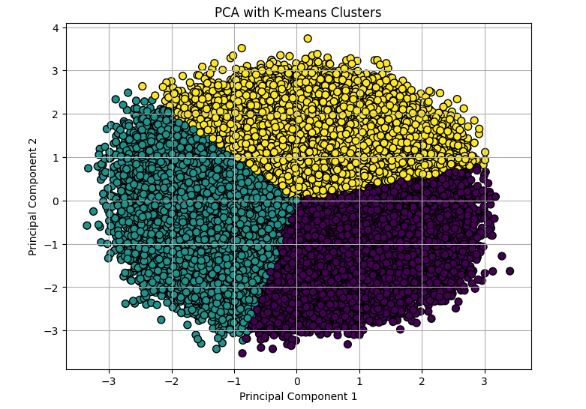 PCA with K-means Clusters
4
3
2
1
0
−1
−2
−3
Principal Component 2
−3 −2 −1 0 1 2 3
Principal Component 1